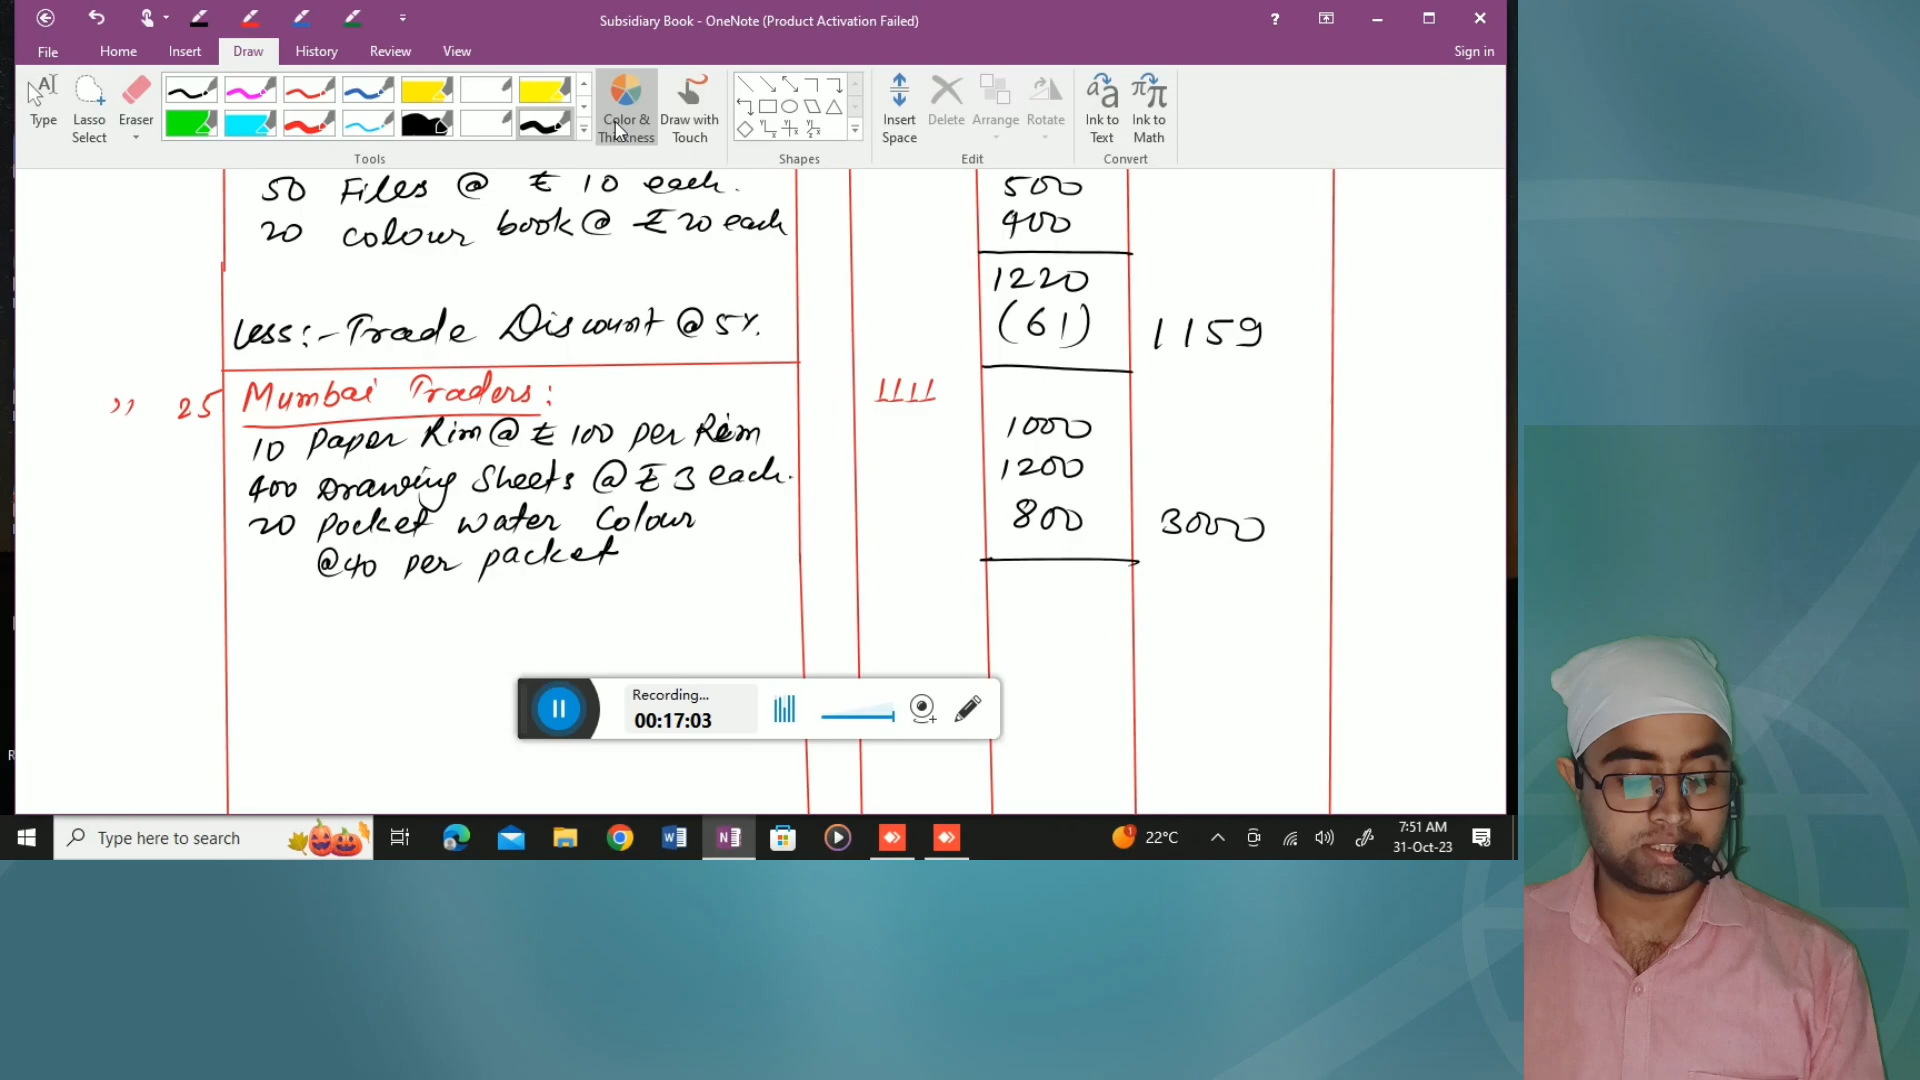 Subsidiary Book - OneNote (Product Activation Failed)
?
File
Home
Insert
Draw
History
Review
View
Sign in
Type
Lasso Select
Eraser
Color & Thickness
Draw with Touch
Insert Space
Delete
Arrange
Rotate
Ink to Text
Ink to Math
Tools
Shapes
Edit
Convert
50 Files @ ₹ 10 each. 500
20 colour book @ ₹ 20 each 400
1220
Less:- Trade Discount @ 5%. (61) 1159
,, 25 Mumbai Traders: 1111
10 Paper Rim @ ₹ 100 per Rim 1000
400 Drawing Sheets @ ₹ 3 each. 1200
20 pocket water Colour 800 3000
@40 per packet
Recording...
00:17:03
Type here to search
22°C
7:51 AM
31-Oct-23